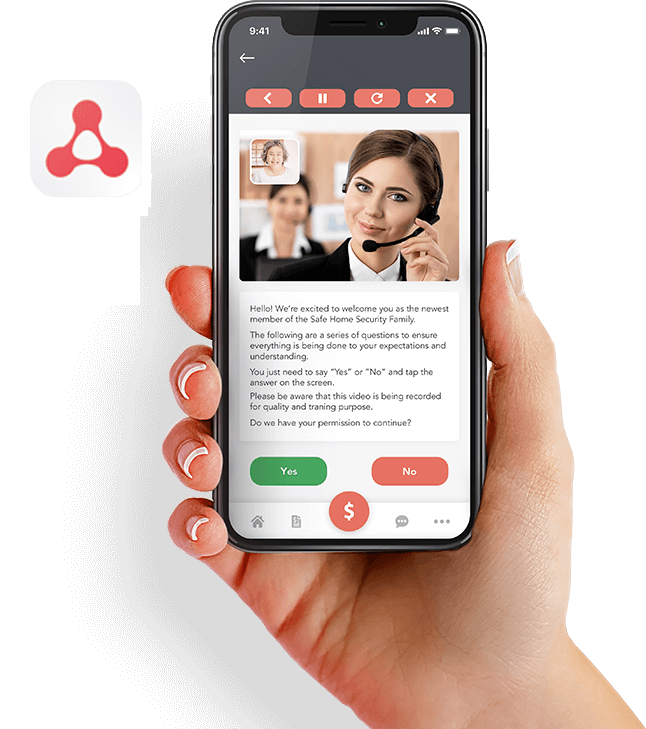 9:41
Hello! We're excited to welcome you as the newest
member of the Safe Home Security Family.
The following are a series of questions to ensure
everything is being done to your expectations and
understanding.
You just need to say "Yes" or "No" and tap the
answer on the screen.
Please be aware that this video is being recorded
for quality and traning purpose.
Do we have your permission to continue?
Yes
No
$